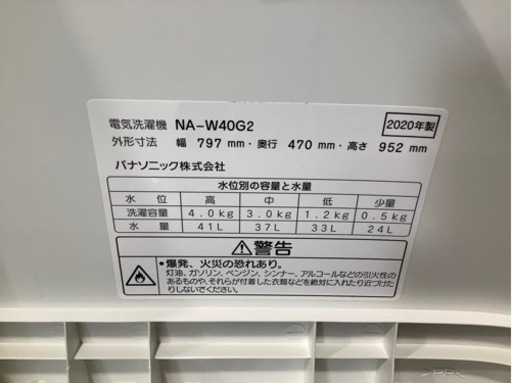 電気洗濯機 NA-W40G2 2020年製
外形寸法 幅 797 mm・奥行 470 mm・高さ 952 mm
パナソニック株式会社
水位別の容量と水量
水位 高 中 低 少量
洗濯容量 4.0kg 3.0kg 1.2kg 0.5kg
水量 41L 37L 33L 24L
⚠警告
●爆発、火災の恐れあり。
灯油、ガソリン、ベンジン、シンナー、アルコールなどの引火性の
あるものや、それらが付着した衣類などを絶対に入れたり近づけた
りしないでください。